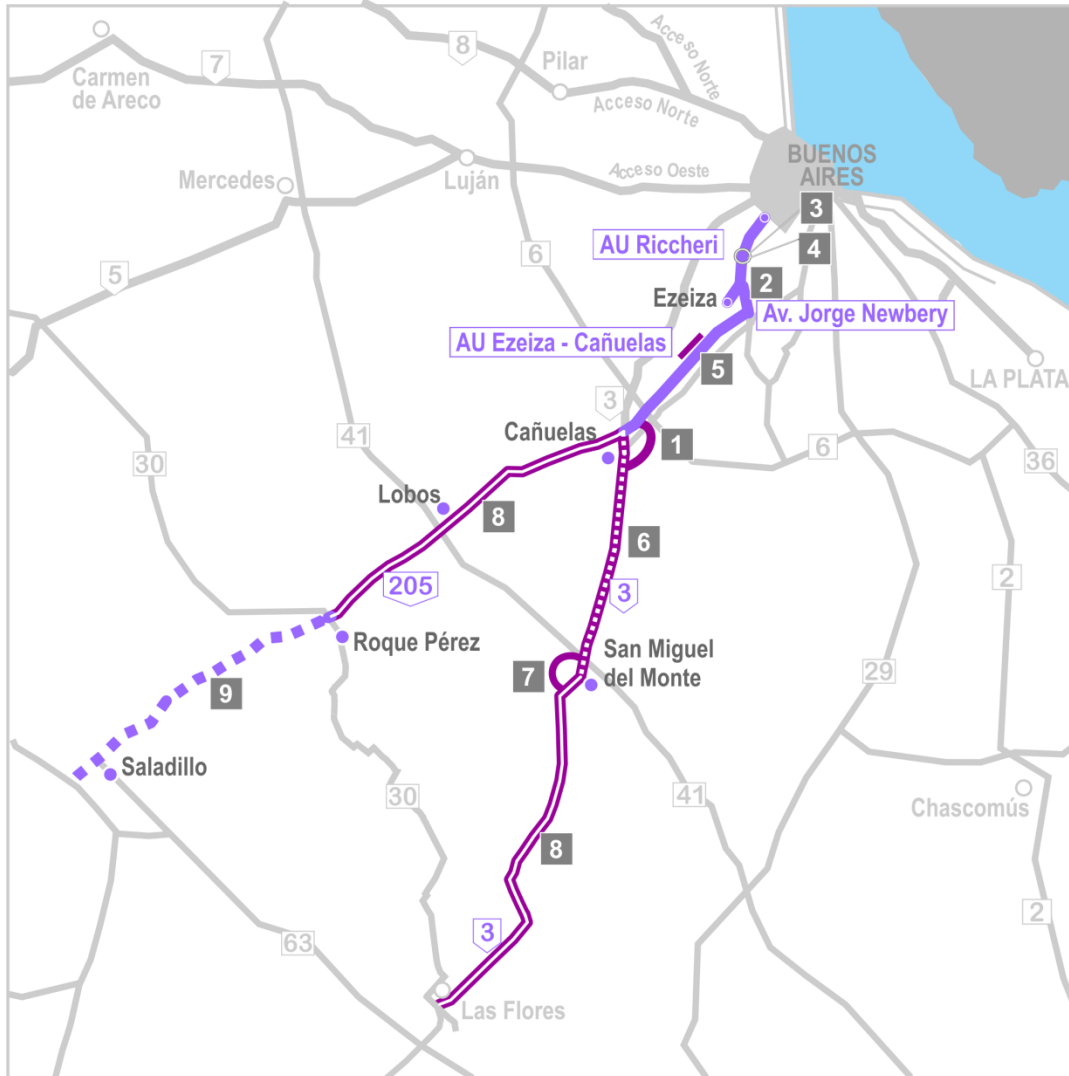 8
Acceso Norte
Pilar
7
Carmen
de Areco
Acceso Norte
BUENOS
AIRES
Acceso Oeste
Luján
Mercedes
3
AU Riccheri
4
6
5
2
Ezeiza
Av. Jorge Newbery
AU Ezeiza - Cañuelas
5
LA PLATA
3
Cañuelas
41
1
6
30
36
Lobos
8
6
2
205
3
Roque Pérez
San Miguel
del Monte
29
7
9
Saladillo
30
41
Chascomús
8
2
3
63
Las Flores